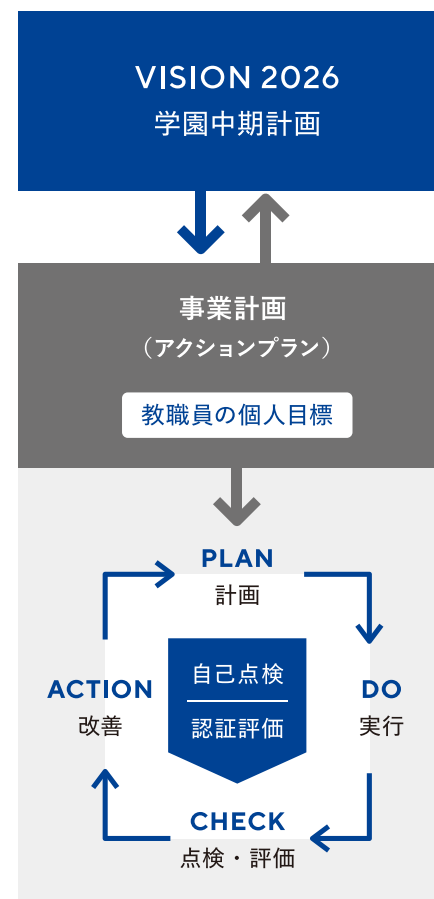 VISION 2026
学園中期計画
事業計画
（アクションプラン）
教職員の個人目標
PLAN
計画
ACTION
改善
自己点検
認証評価
DO
実行
CHECK
点検・評価